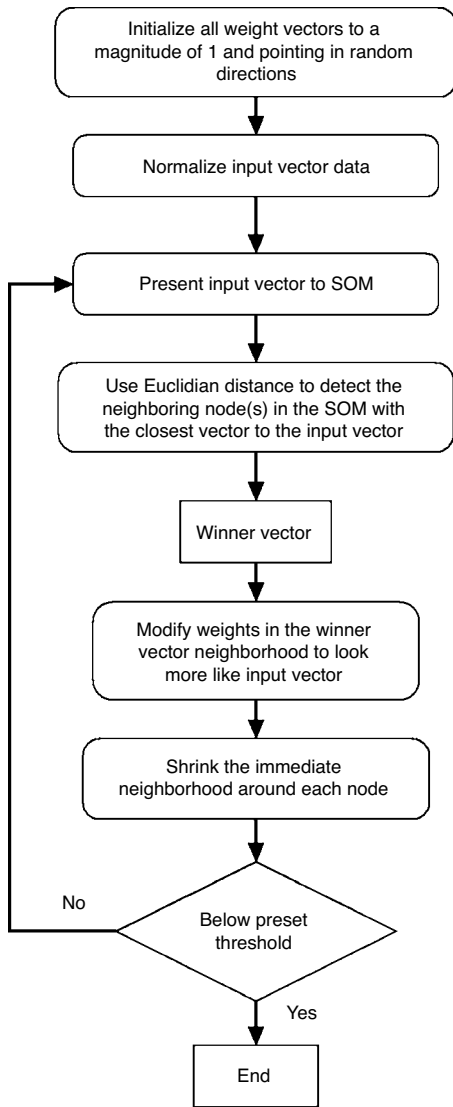 Initialize all weight vectors to a
magnitude of 1 and pointing in random
directions
Normalize input vector data
Present input vector to SOM
Use Euclidian distance to detect the
neighboring node(s) in the SOM with
the closest vector to the input vector
Winner vector
Modify weights in the winner
vector neighborhood to look
more like input vector
Shrink the immediate
neighborhood around each node
No
Below preset
threshold
Yes
End